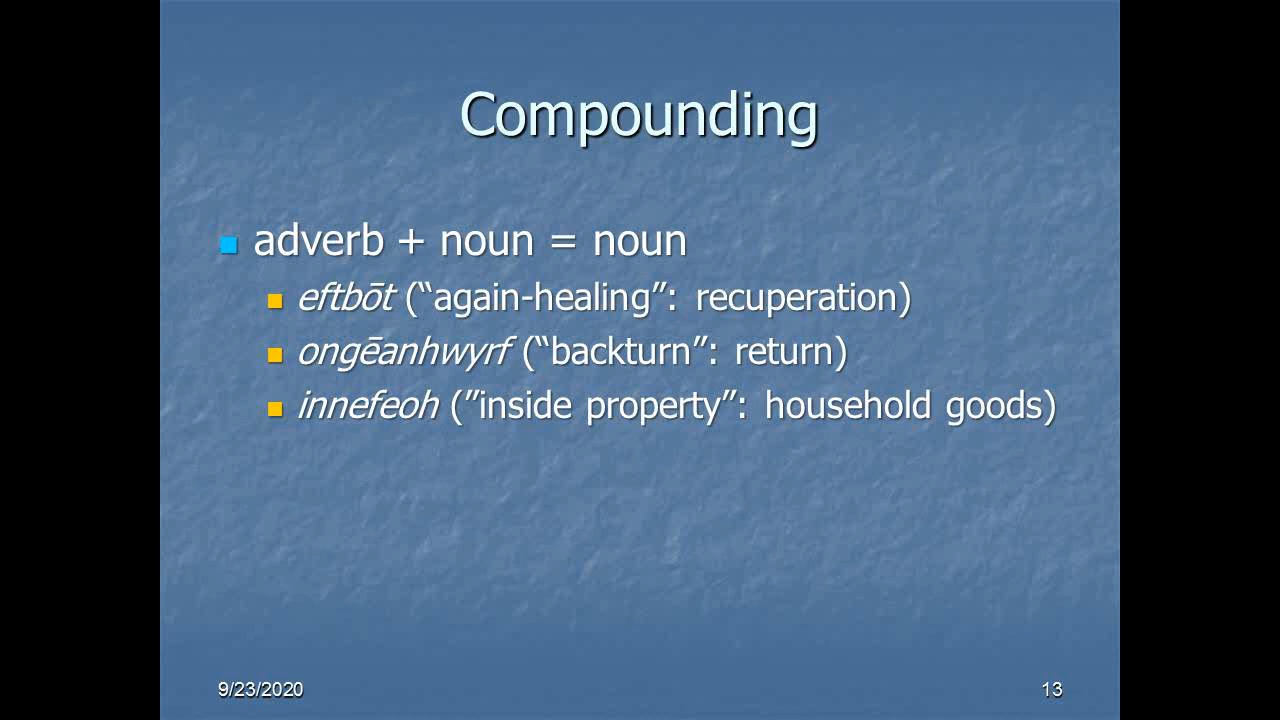 Compounding
adverb + noun = noun
eftbōt (“again-healing”: recuperation)
ongēanhwyrf (“backturn”: return)
innefeoh (”inside property”: household goods)
9/23/2020
13